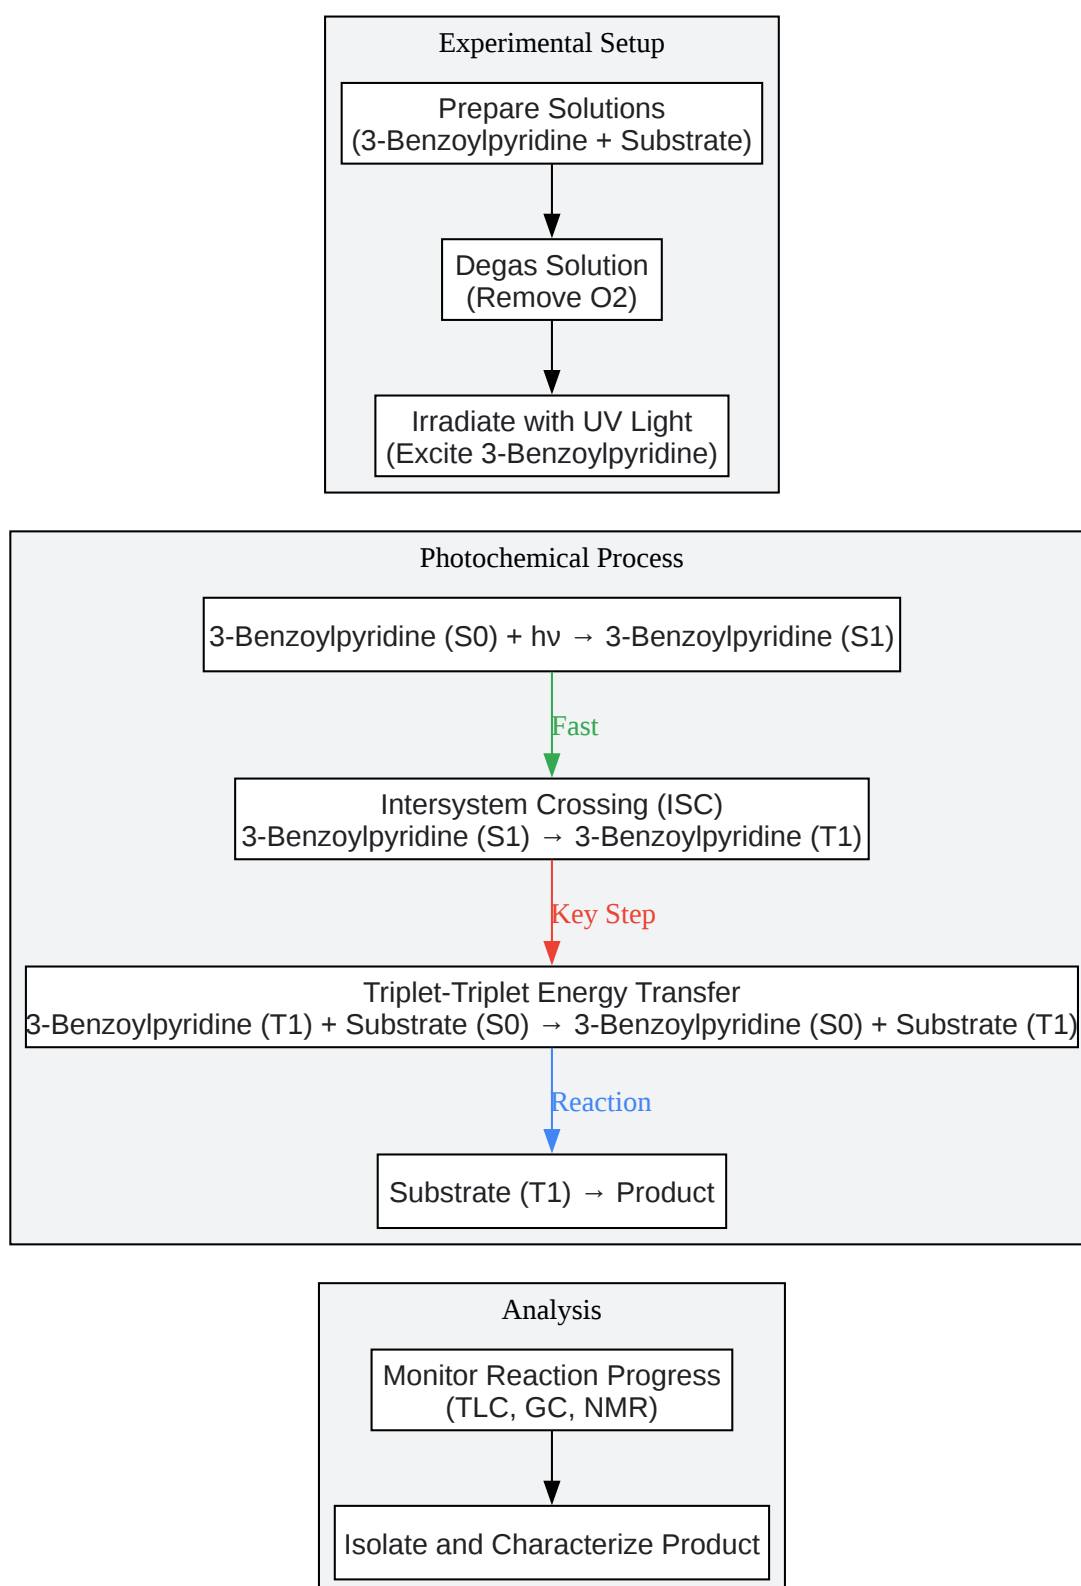 Experimental Setup
Prepare Solutions
(3-Benzoylpyridine + Substrate)
Degas Solution
(Remove O2)
Irradiate with UV Light
(Excite 3-Benzoylpyridine)
Photochemical Process
3-Benzoylpyridine (S0) + hν → 3-Benzoylpyridine (S1)
Fast
Intersystem Crossing (ISC)
3-Benzoylpyridine (S1) → 3-Benzoylpyridine (T1)
Key Step
Triplet-Triplet Energy Transfer
3-Benzoylpyridine (T1) + Substrate (S0) → 3-Benzoylpyridine (S0) + Substrate (T1)
Reaction
Substrate (T1) → Product
Analysis
Monitor Reaction Progress
(TLC, GC, NMR)
Isolate and Characterize Product